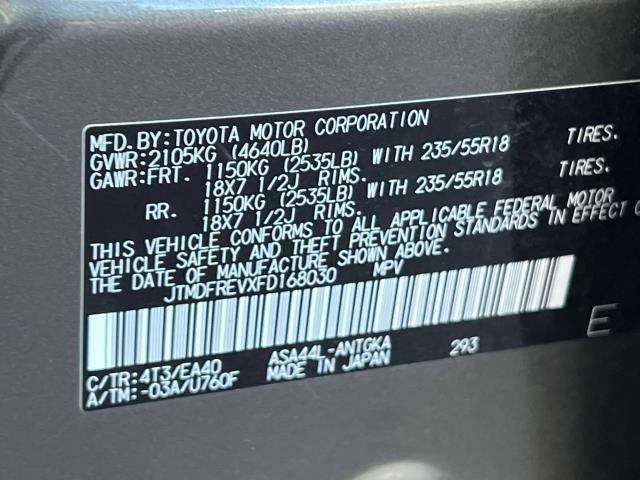 MFD. BY: TOYOTA MOTOR CORPORATION
GVWR: 2105KG (4640LB)
GAWR: FRT. 1150KG (2535LB) WITH 235/55R18 TIRES.
18X7 1/2J RIMS.
RR. 1150KG (2535LB) WITH 235/55R18 TIRES.
18X7 1/2J RIMS.
THIS VEHICLE CONFORMS TO ALL APPLICABLE FEDERAL MOTOR
VEHICLE SAFETY AND THEFT PREVENTION STANDARDS IN EFFECT
THE DATE OF MANUFACTURE SHOWN ABOVE.
JTMDFREVXFD168030 MPV
E
C/TR: 4T3/EA40 ASA44L-ANTGKA 293
A/TM: -03A/U760F MADE IN JAPAN